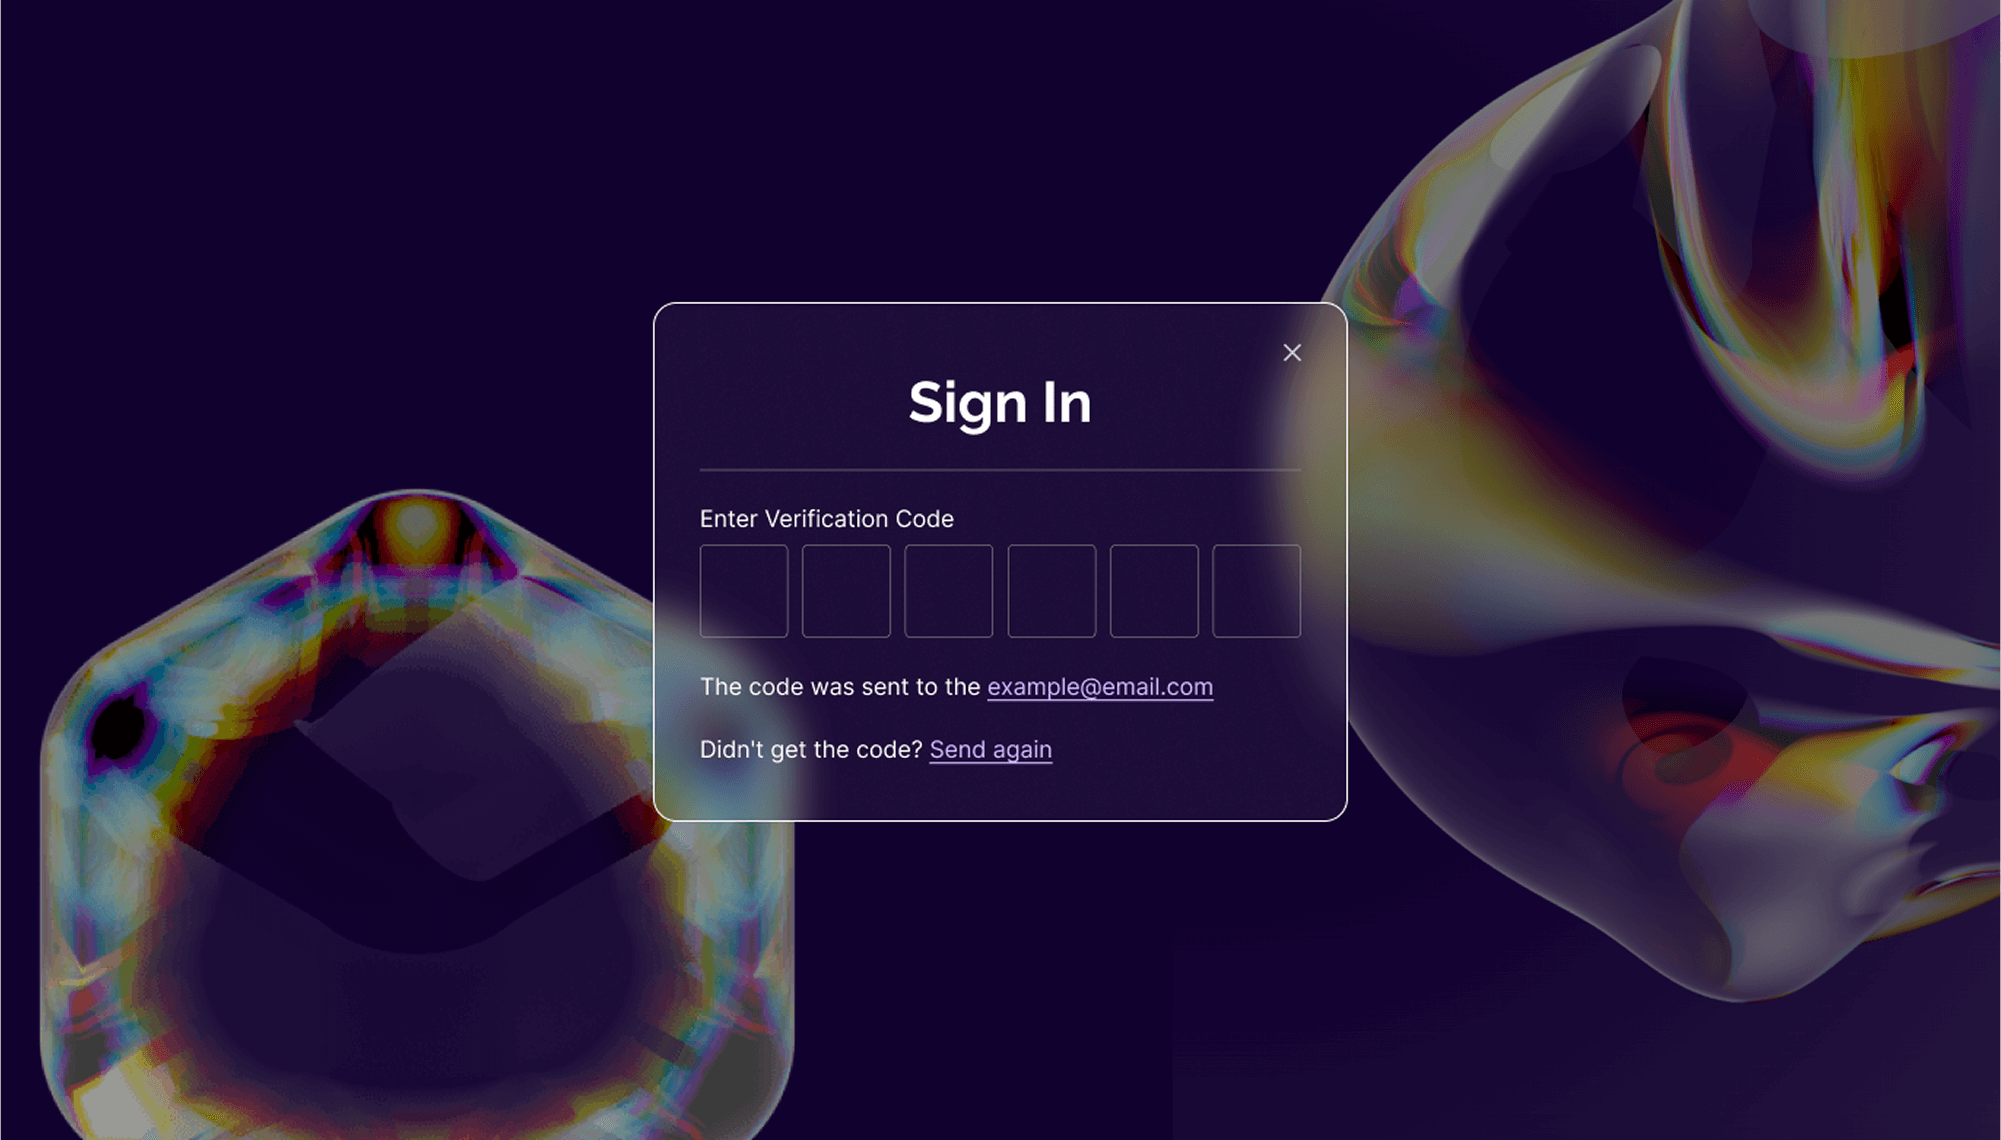 Sign In
Enter Verification Code
The code was sent to the example@email.com
Didn't get the code? Send again